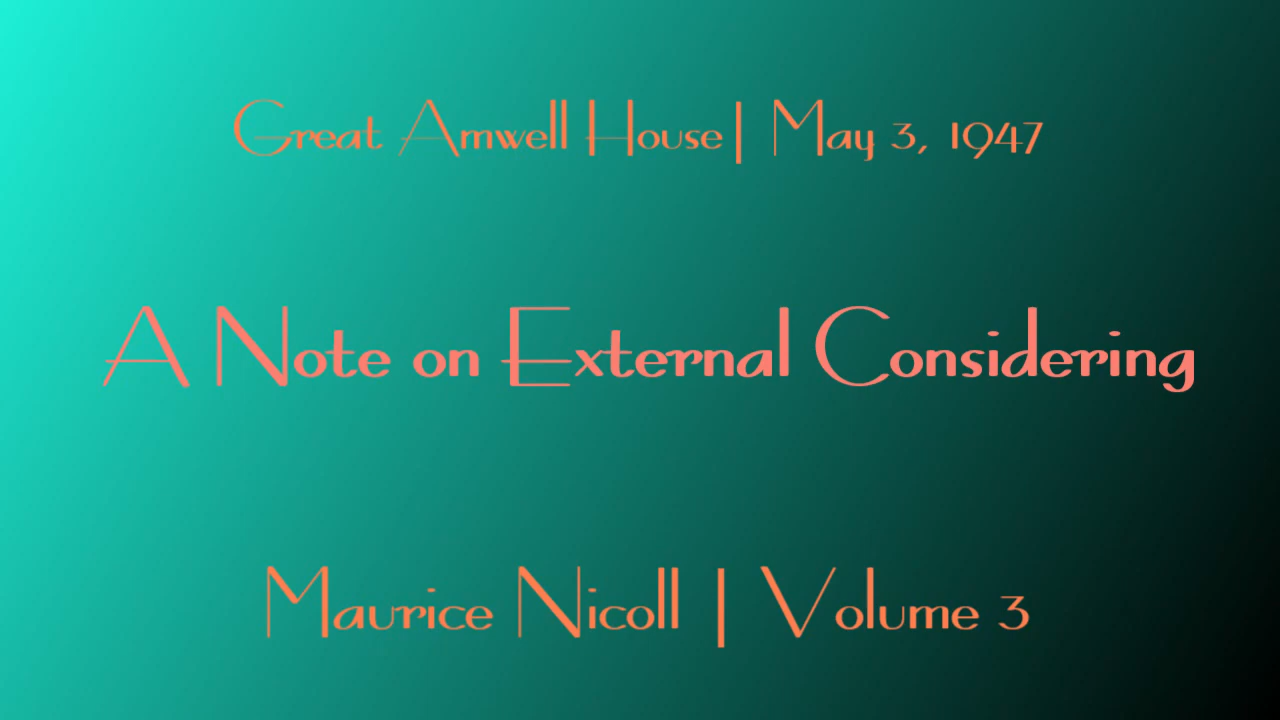 Great Amwell House| May 3, 1947
A Note on External Considering
Maurice Nicoll | Volume 3